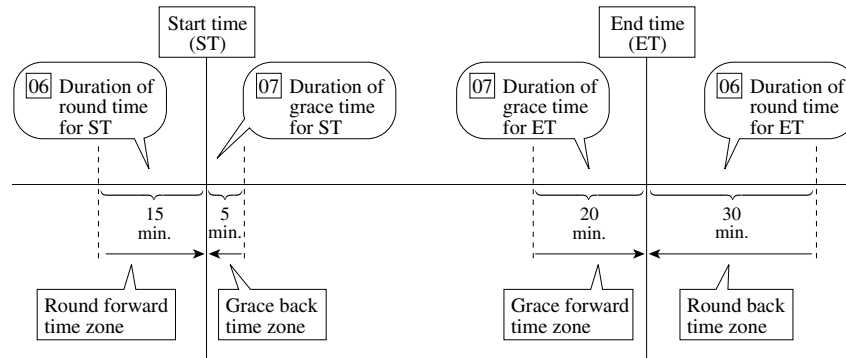 Start time
(ST)
End time
(ET)
06 Duration of
round time
for ST
07 Duration of
grace time
for ST
07 Duration of
grace time
for ET
06 Duration of
round time
for ET
15
min.
5
min.
20
min.
30
min.
Round forward
time zone
Grace back
time zone
Grace forward
time zone
Round back
time zone